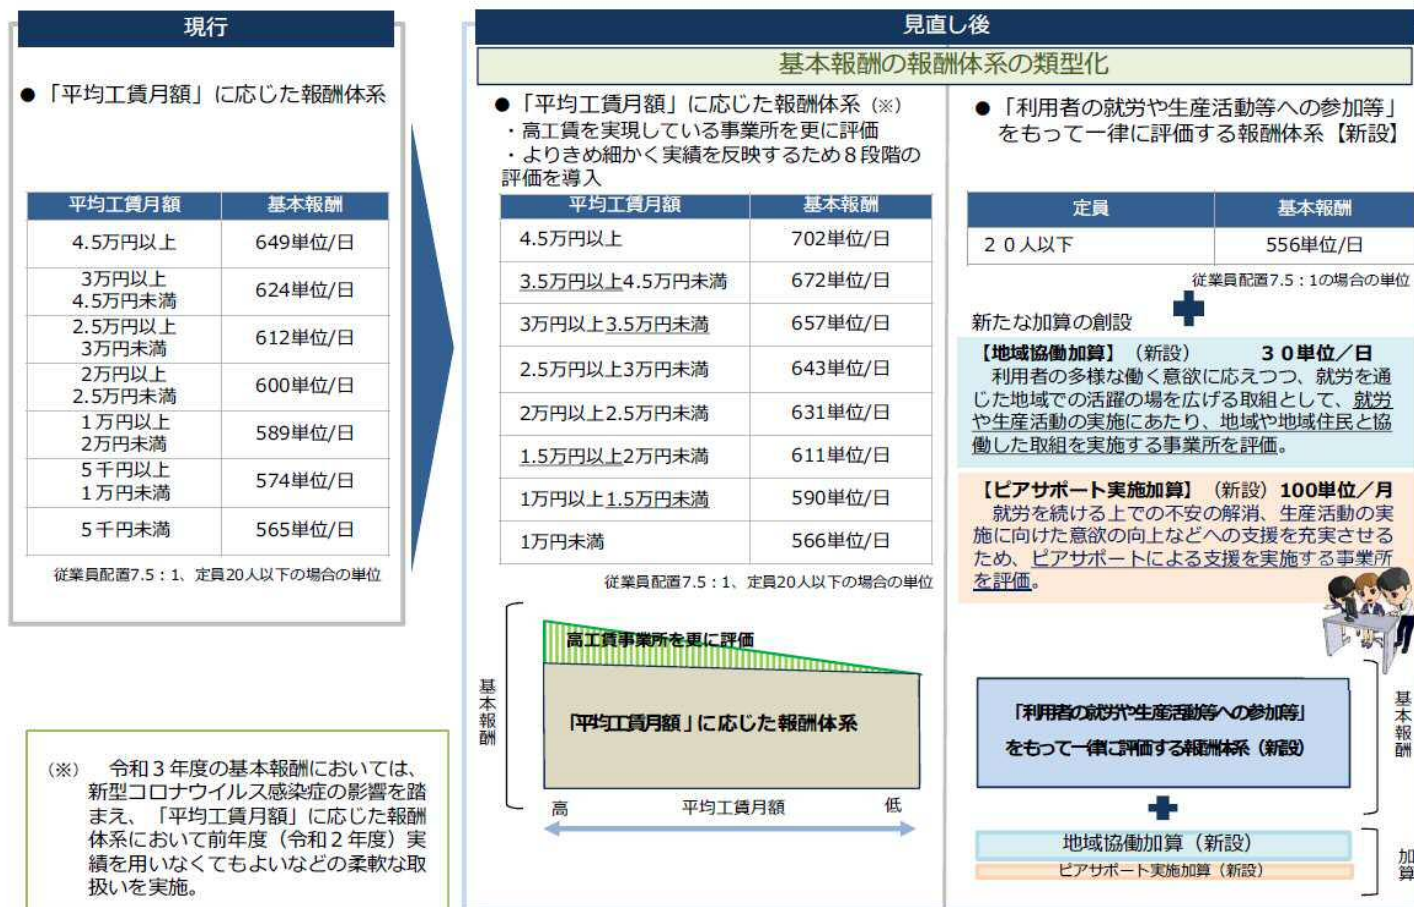 現行
●「平均工賃月額」に応じた報酬体系
平均工賃月額 基本報酬
4.5万円以上 649単位/日
3万円以上
4.5万円未満 624単位/日
2.5万円以上
3万円未満 612単位/日
2万円以上
2.5万円未満 600単位/日
1万円以上
2万円未満 589単位/日
5千円以上
1万円未満 574単位/日
5千円未満 565単位/日
従業員配置7.5：1、定員20人以下の場合の単位
（※） 令和３年度の基本報酬においては、
新型コロナウイルス感染症の影響を踏
まえ、「平均工賃月額」に応じた報酬
体系において前年度（令和２年度）実
績を用いなくてもよいなどの柔軟な取
扱いを実施。
見直し後
基本報酬の報酬体系の類型化
●「平均工賃月額」に応じた報酬体系（※）
・高工賃を実現している事業所を更に評価
・よりきめ細かく実績を反映するため８段階の
評価を導入
平均工賃月額 基本報酬
4.5万円以上 702単位/日
3.5万円以上4.5万円未満 672単位/日
3万円以上3.5万円未満 657単位/日
2.5万円以上3万円未満 643単位/日
2万円以上2.5万円未満 631単位/日
1.5万円以上2万円未満 611単位/日
1万円以上1.5万円未満 590単位/日
1万円未満 566単位/日
従業員配置7.5：1、定員20人以下の場合の単位
基本報酬
高工賃事業所を更に評価
「平均工賃月額」に応じた報酬体系
高 平均工賃月額 低
●「利用者の就労や生産活動等への参加等」
をもって一律に評価する報酬体系【新設】
定員 基本報酬
２０人以下 556単位/日
従業員配置7.5：1の場合の単位
新たな加算の創設
【地域協働加算】（新設） ３０単位／日
利用者の多様な働く意欲に応えつつ、就労を通
じた地域での活躍の場を広げる取組として、就労
や生産活動の実施にあたり、地域や地域住民と協
働した取組を実施する事業所を評価。
【ピアサポート実施加算】（新設）100単位／月
就労を続ける上での不安の解消、生産活動の実
施に向けた意欲の向上などへの支援を充実させる
ため、ピアサポートによる支援を実施する事業所
を評価。
「利用者の就労や生産活動等への参加等」
をもって一律に評価する報酬体系（新設）
基本報酬
地域協働加算（新設）
ピアサポート実施加算（新設）
加算